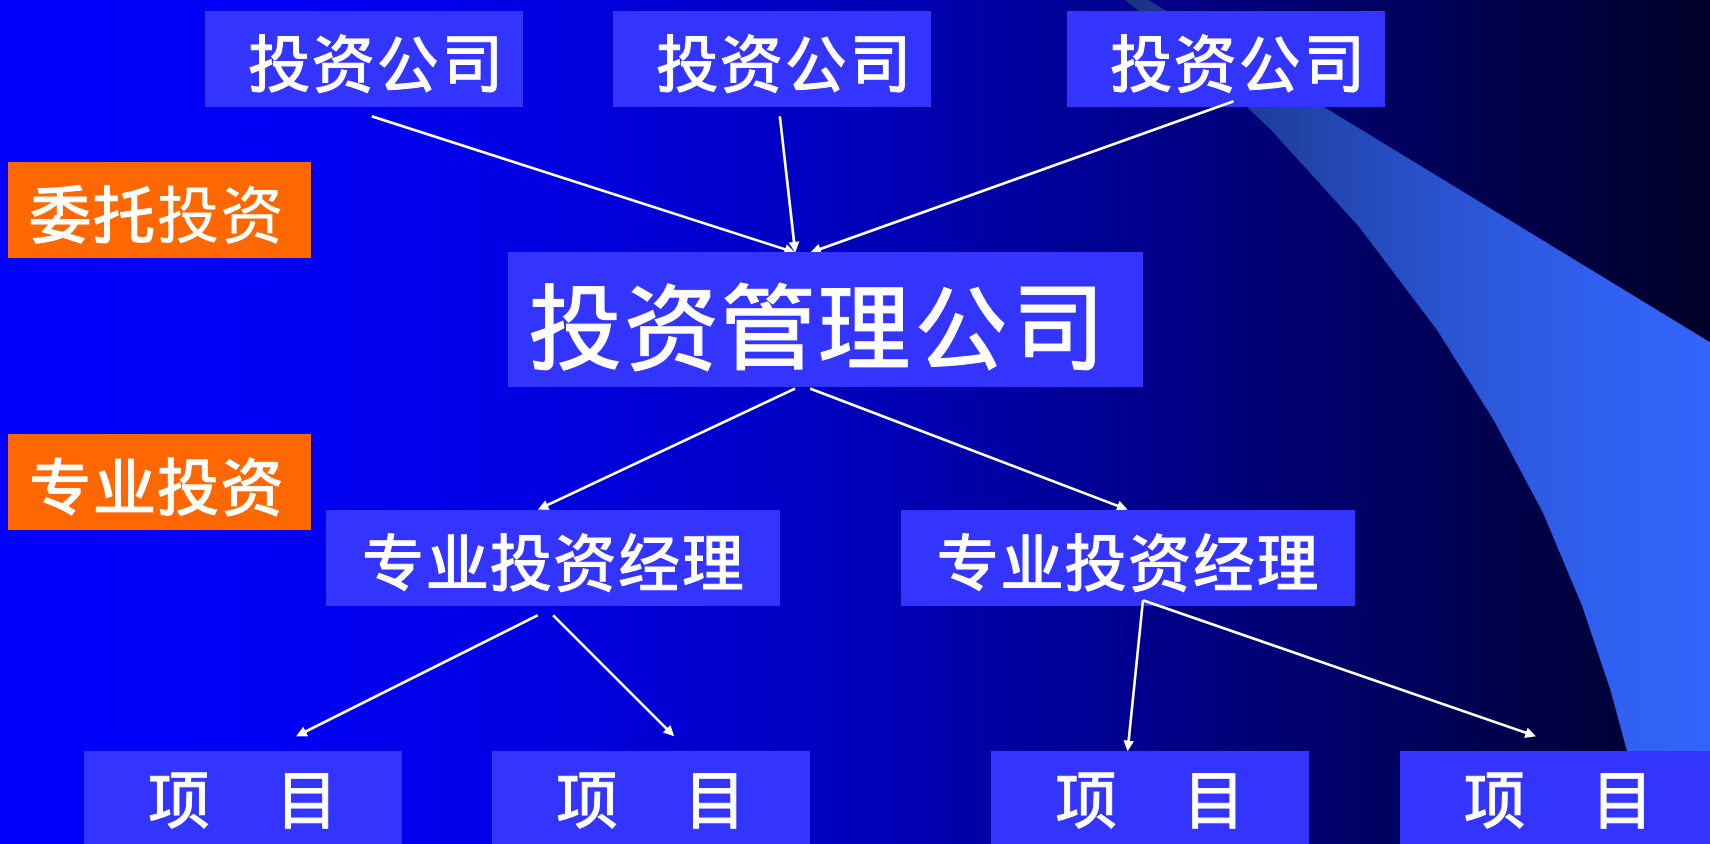 投资公司 投资公司 投资公司
委托投资
投资管理公司
专业投资
专业投资经理 专业投资经理
项 目 项 目 项 目 项 目